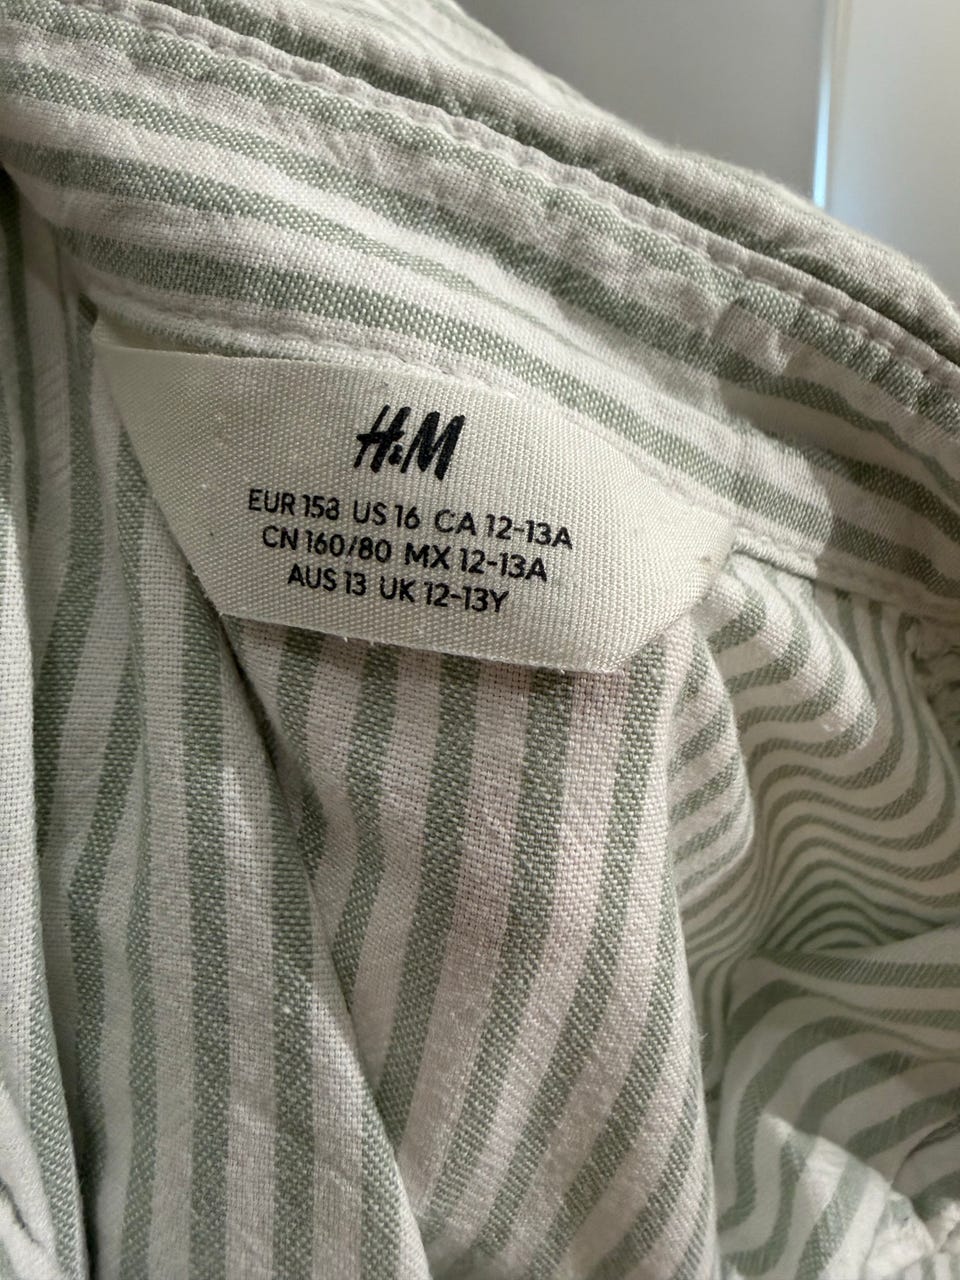 H&M
EUR 158 US 16 CA 12-13A
CN 160/80 MX 12-13A
AUS 13 UK 12-13Y